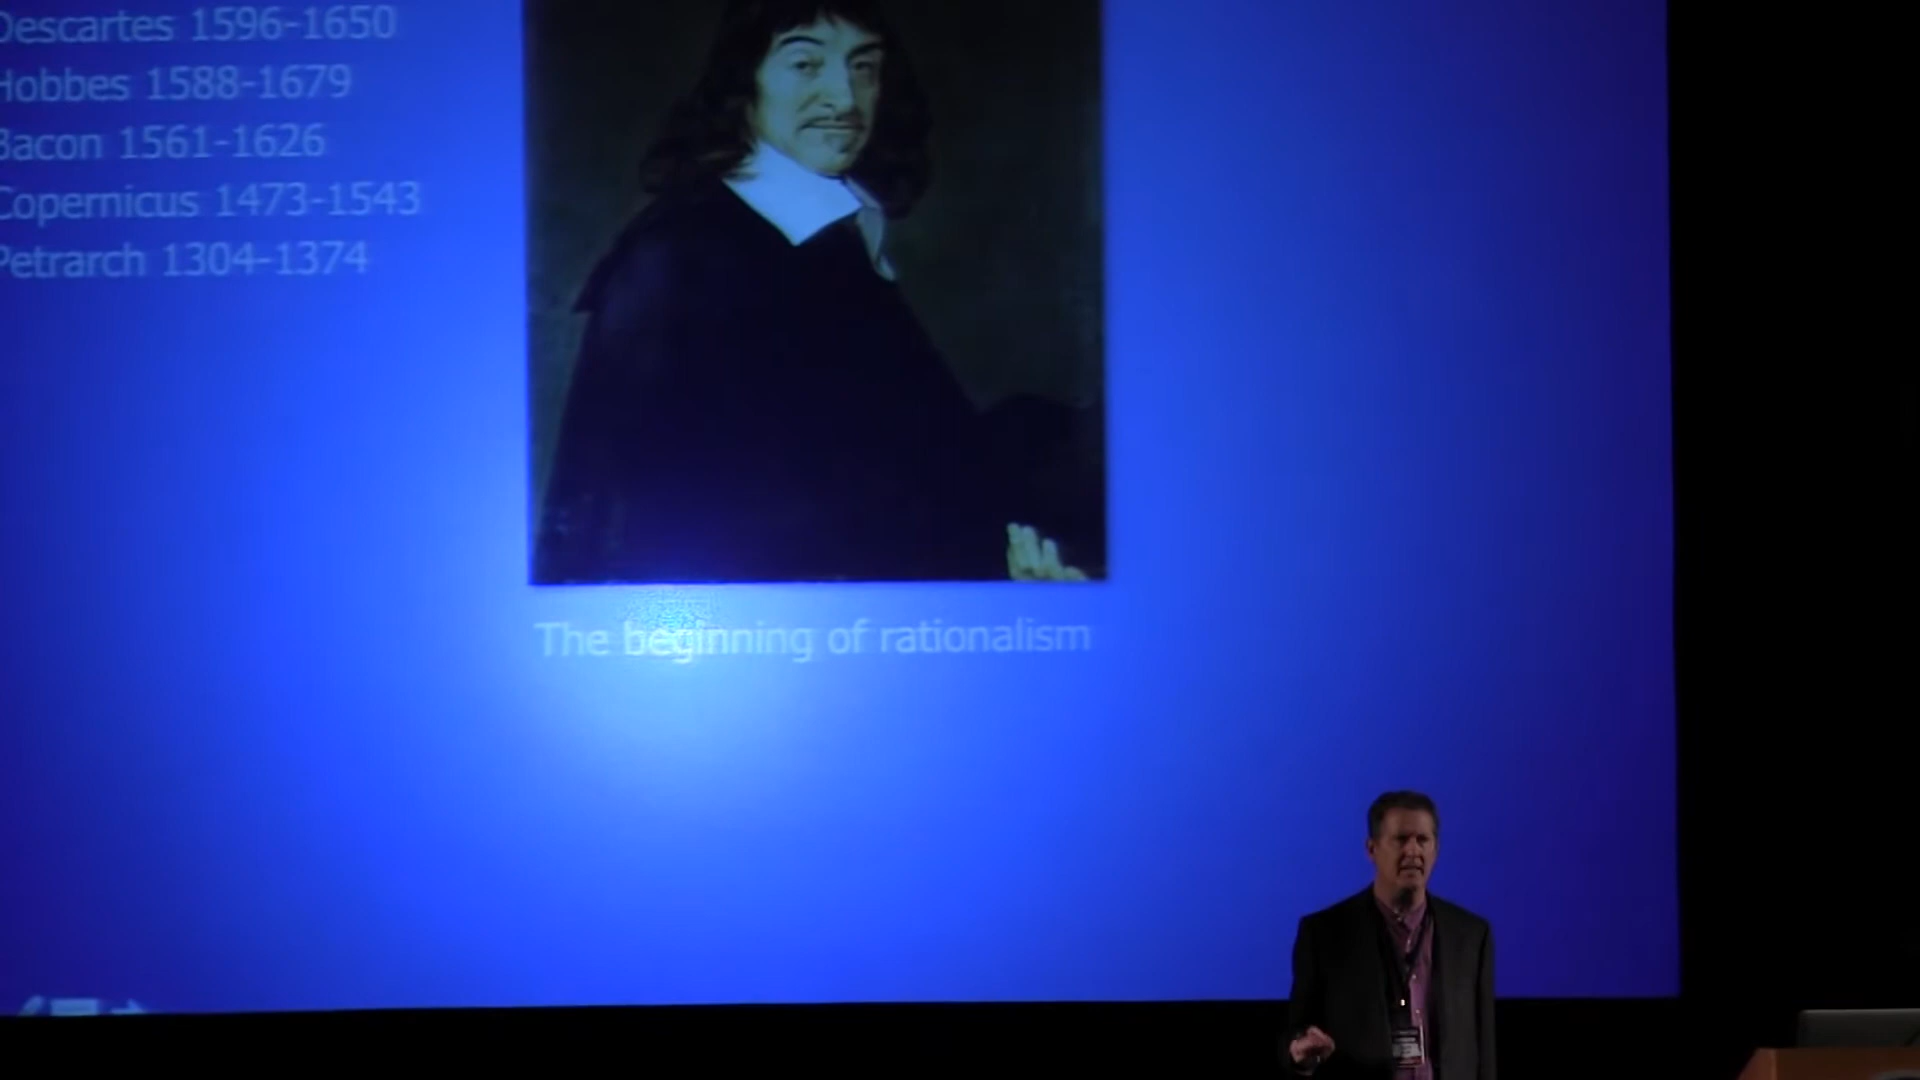 Descartes 1596-1650
Hobbes 1588-1679
Bacon 1561-1626
Copernicus 1473-1543
Petrarch 1304-1374
The beginning of rationalism